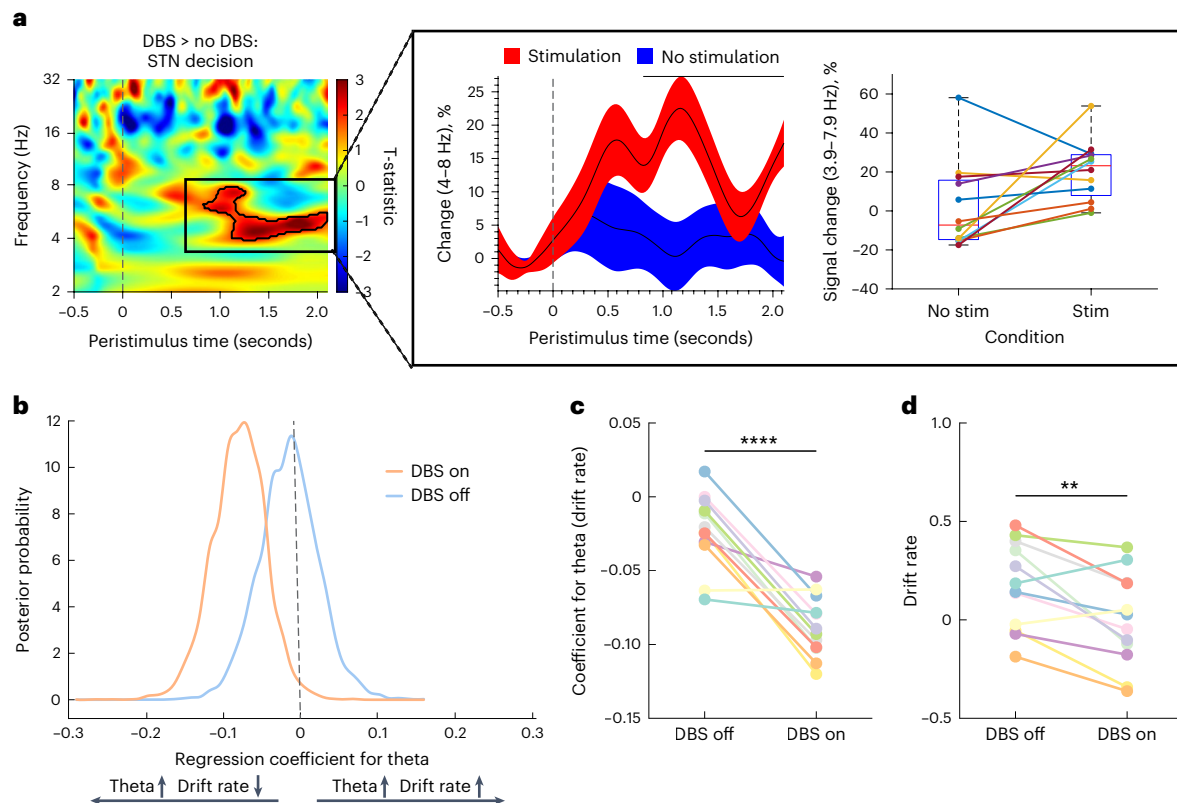 a
DBS > no DBS:
STN decision
Frequency (Hz)
32
16
8
4
2
−0.5 0 0.5 1.0 1.5 2.0
Peristimulus time (seconds)
3
2
1
0
−1
−2
−3
T-statistic
Stimulation No stimulation
Change (4–8 Hz), %
25
20
15
10
5
0
−0.5 0 0.5 1.0 1.5 2.0
Peristimulus time (seconds)
Signal change (3.9–7.9 Hz), %
60
40
20
0
−20
−40
No stim Stim
Condition
b
Posterior probability
12
10
8
6
4
2
0
DBS on
DBS off
−0.3 −0.2 −0.1 0 0.1 0.2 0.3
Regression coefficient for theta
Theta Drift rate Theta Drift rate
c
Coefficient for theta (drift rate)
0.05
0
−0.05
−0.10
−0.15
****
DBS off DBS on
d
Drift rate
1.0
0.5
0
−0.5
**
DBS off DBS on